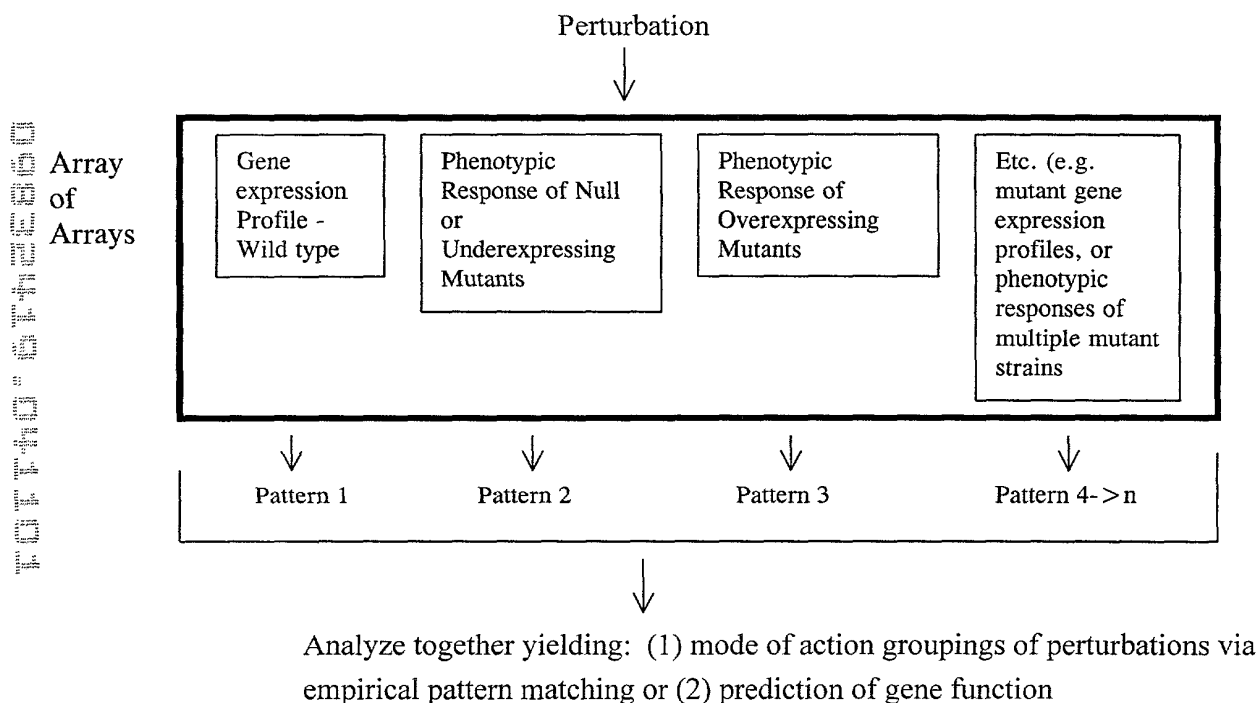 Perturbation
Array
of
Arrays
Gene
expression
Profile -
Wild type
Phenotypic
Response of Null
or
Underexpressing
Mutants
Phenotypic
Response of
Overexpressing
Mutants
Etc. (e.g.
mutant gene
expression
profiles, or
phenotypic
responses of
multiple mutant
strains
Pattern 1
Pattern 2
Pattern 3
Pattern 4->n
Analyze together yielding: (1) mode of action groupings of perturbations via
empirical pattern matching or (2) prediction of gene function